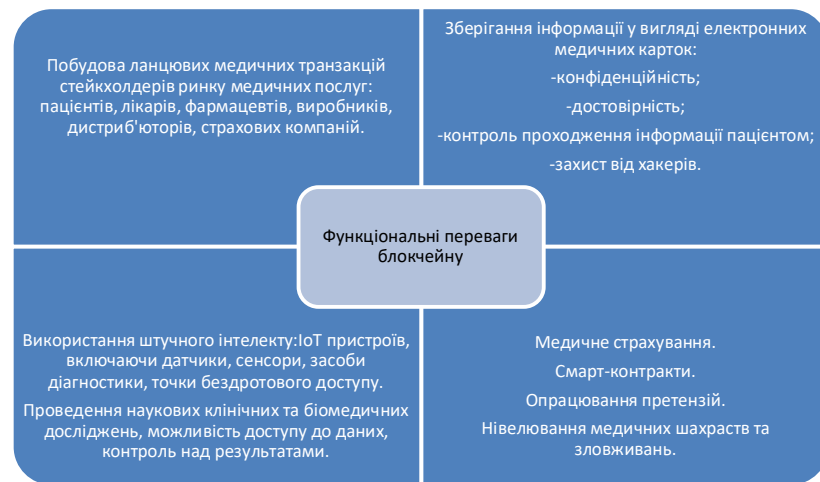 Побудова ланцювих медичних транзакцій
стейкхолдерів ринку медичних послуг:
пацієнтів, лікарів, фармацевтів, виробників,
дистриб'юторів, страхових компаній.
Зберігання інформації у вигляді електронних
медичних карток:
-конфіденційність;
-достовірність;
-контроль проходження інформації пацієнтом;
-захист від хакерів.
Функціональні переваги
блокчейну
Використання штучного інтелекту:IoT пристроїв,
включаючи датчики, сенсори, засоби
діагностики, точки бездротового доступу.
Проведення наукових клінічних та біомедичних
досліджень, можливість доступу до даних,
контроль над результатами.
Медичне страхування.
Смарт-контракти.
Опрацювання претензій.
Нівелювання медичних шахраств та
зловживань.